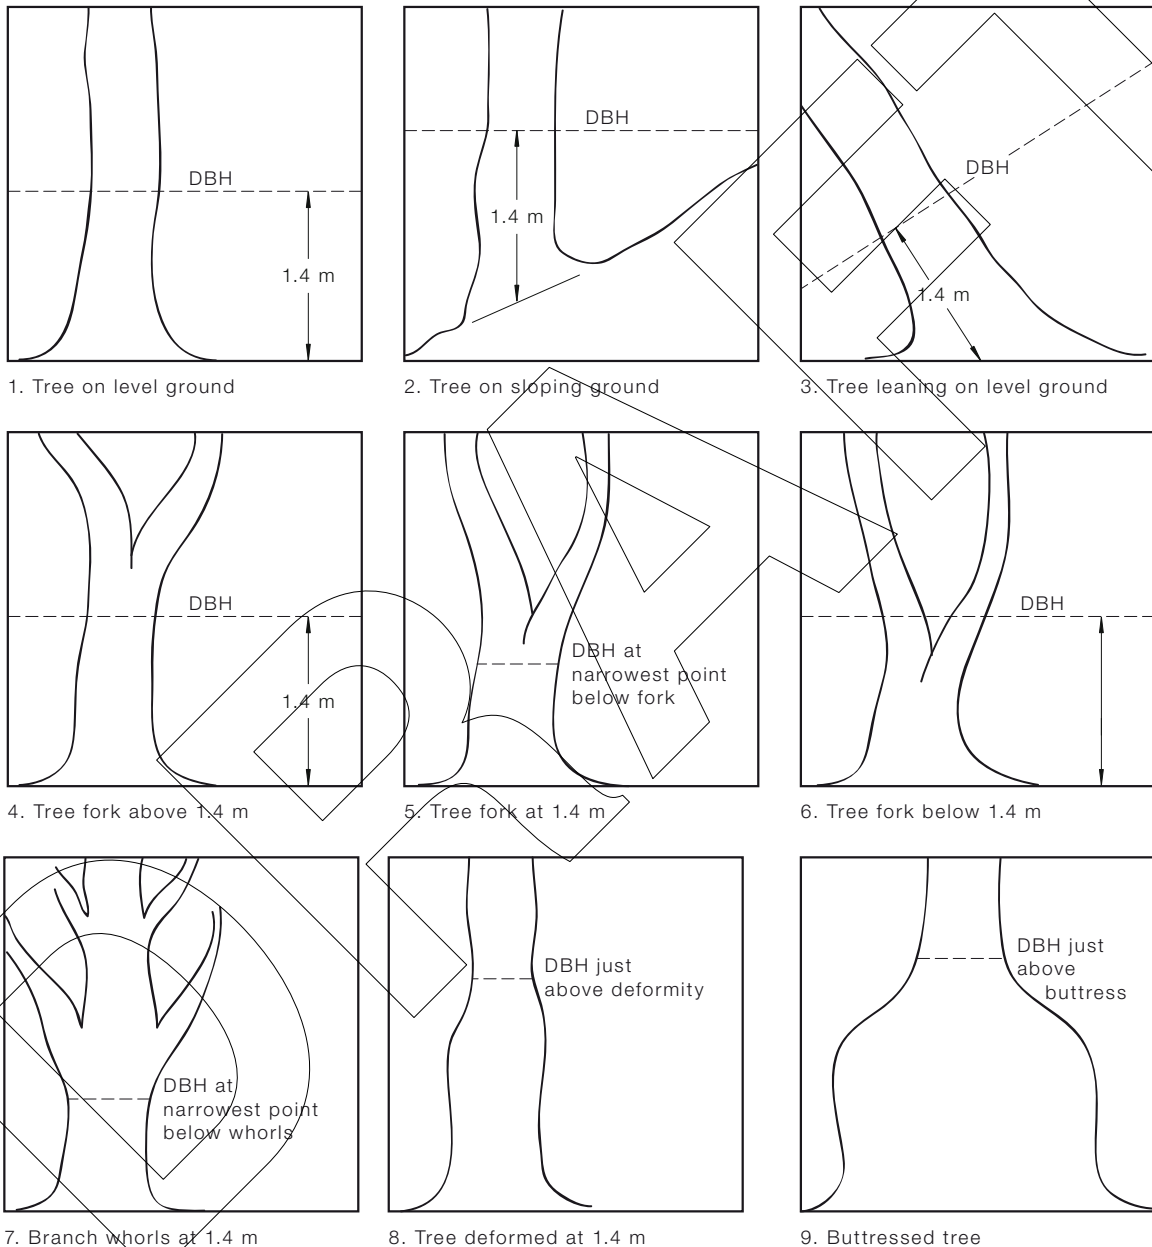 DBH
1.4 m
1. Tree on level ground
DBH
1.4 m
2. Tree on sloping ground
DBH
1.4 m
3. Tree leaning on level ground
DBH
1.4 m
4. Tree fork above 1.4 m
DBH at
narrowest point
below fork
5. Tree fork at 1.4 m
DBH
6. Tree fork below 1.4 m
DBH at
narrowest point
below whorls
7. Branch whorls at 1.4 m
DBH just
above deformity
8. Tree deformed at 1.4 m
DBH just
above
buttress
9. Buttressed tree
DRAFT